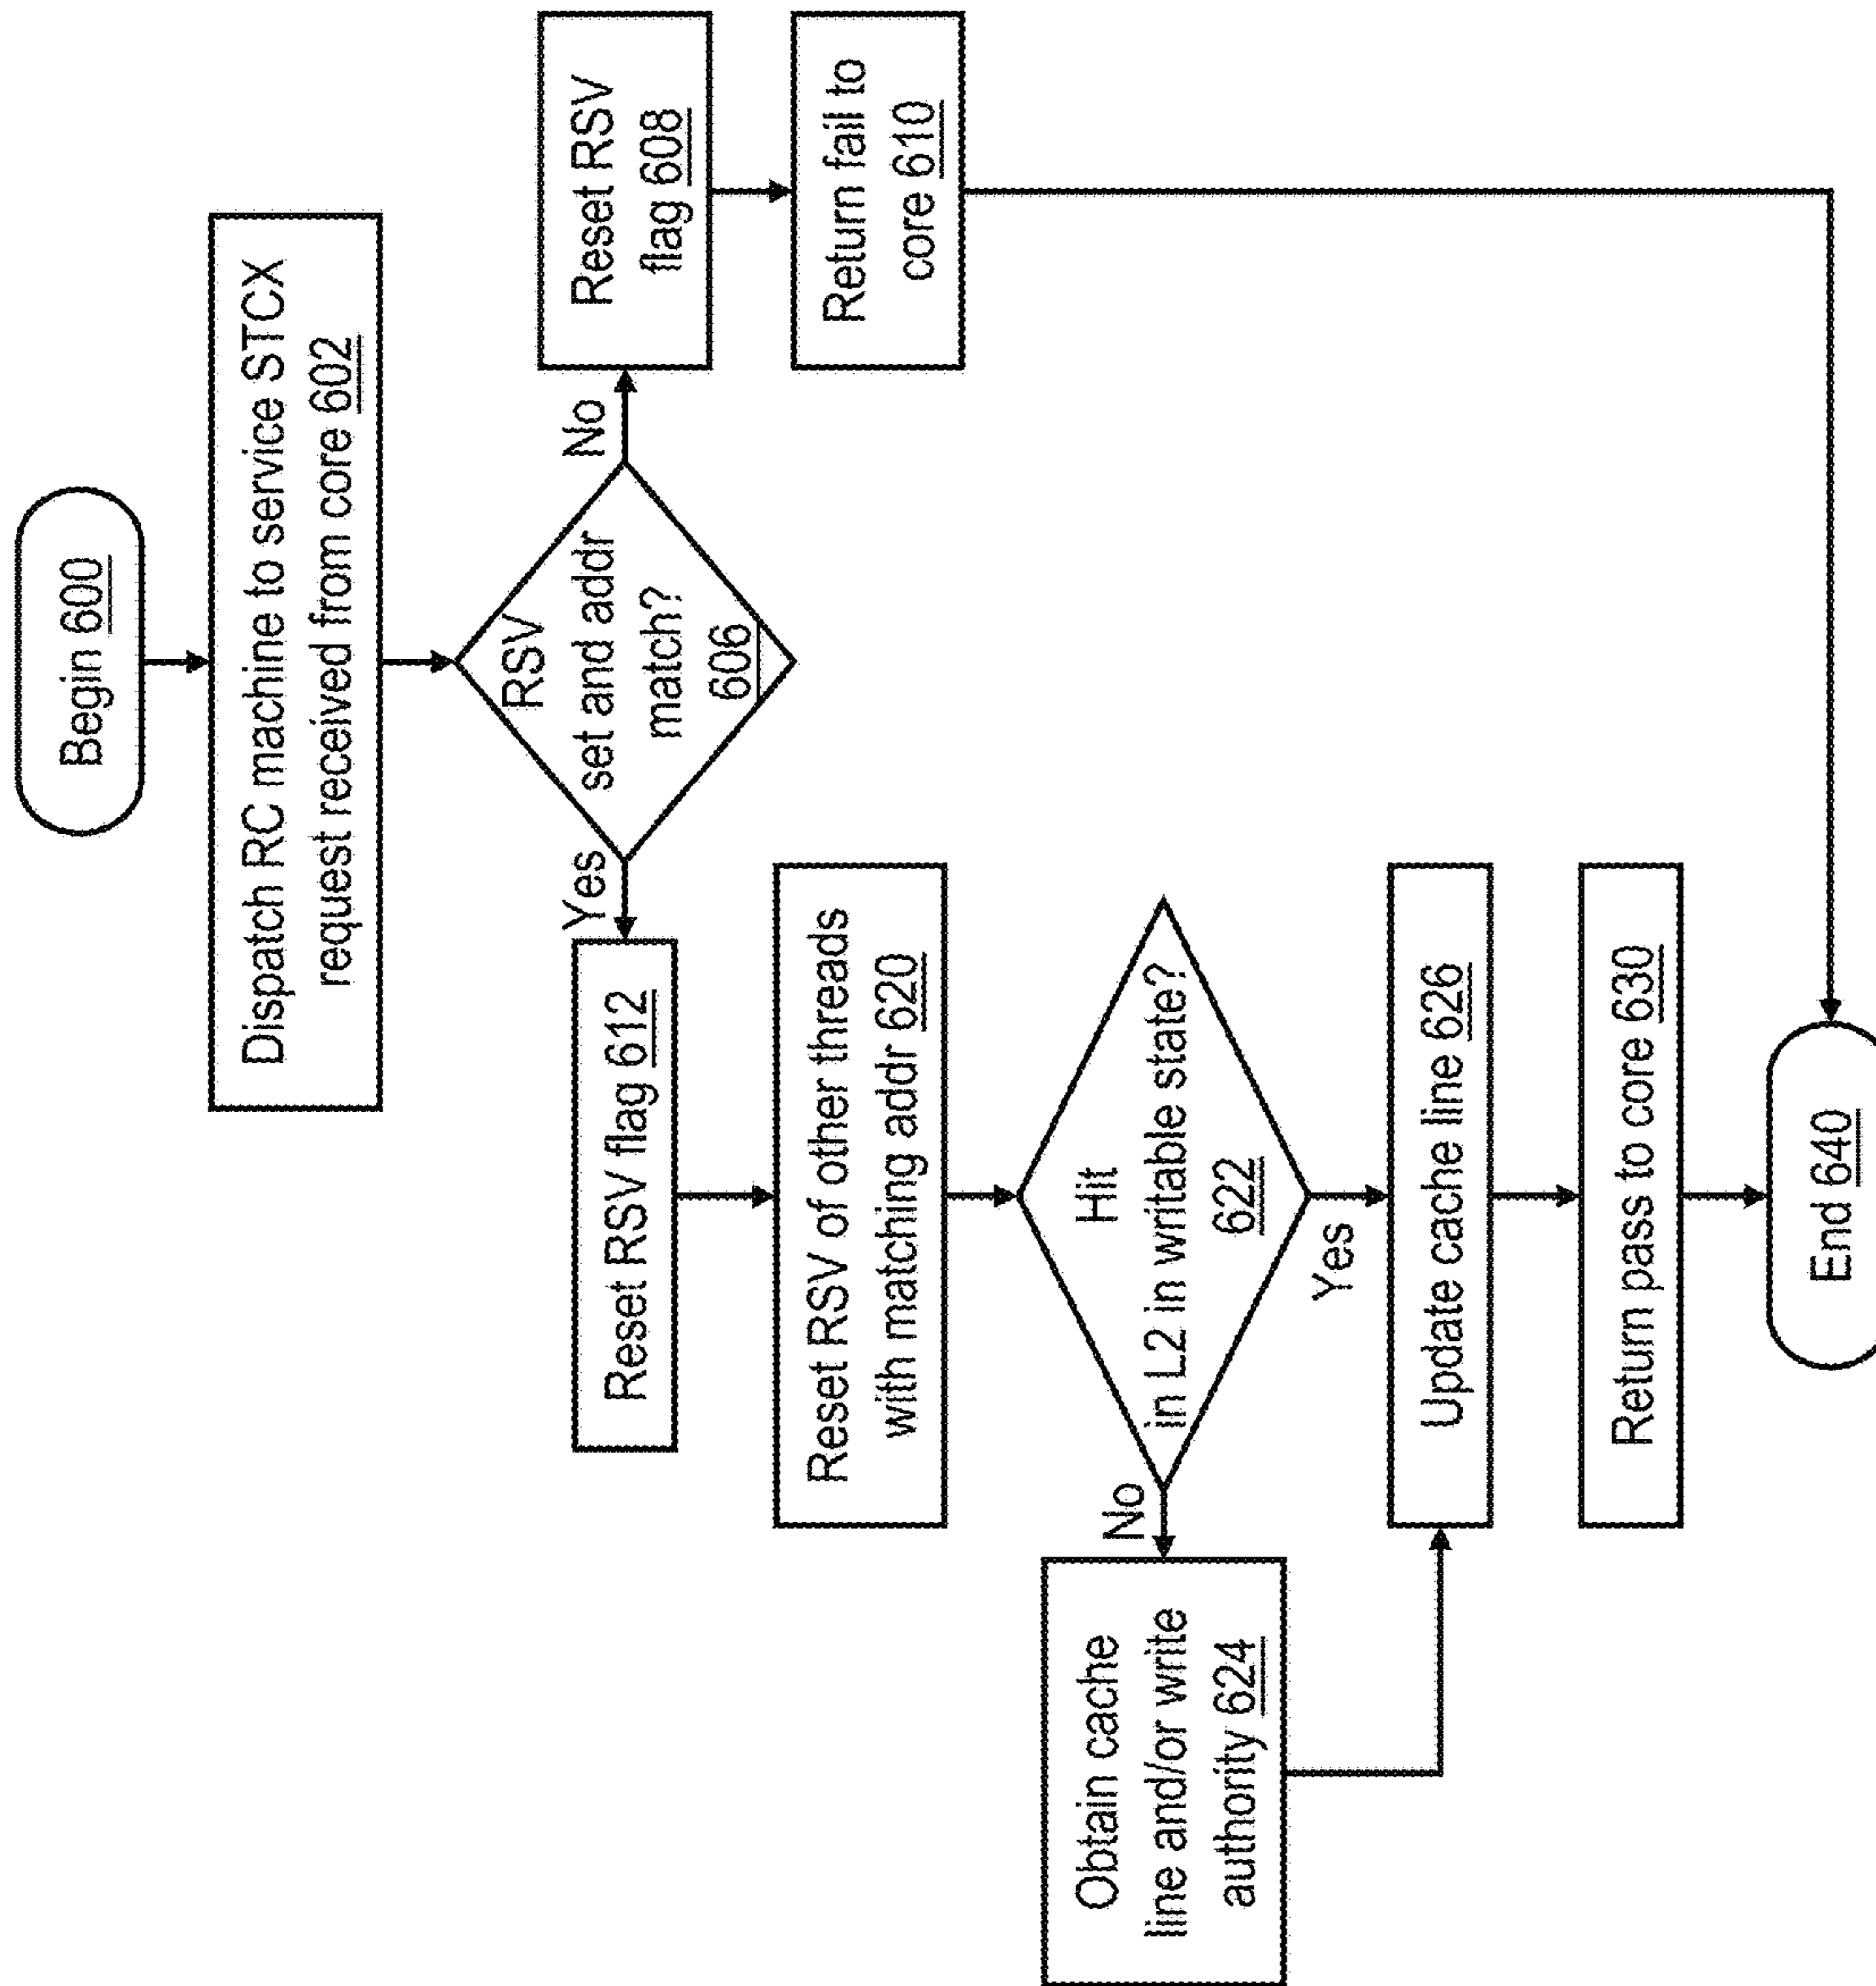 Begin 600
Dispatch RC machine to service STCX
request received from core 602
RSV
set and addr
match?
606
No
Reset RSV
flag 608
Return fail to
core 610
Yes
Reset RSV flag 612
Reset RSV of other threads
with matching addr 620
Hit
in L2 in writable state?
622
No
Obtain cache
line and/or write
authority 624
Yes
Update cache line 626
Return pass to core 630
End 640